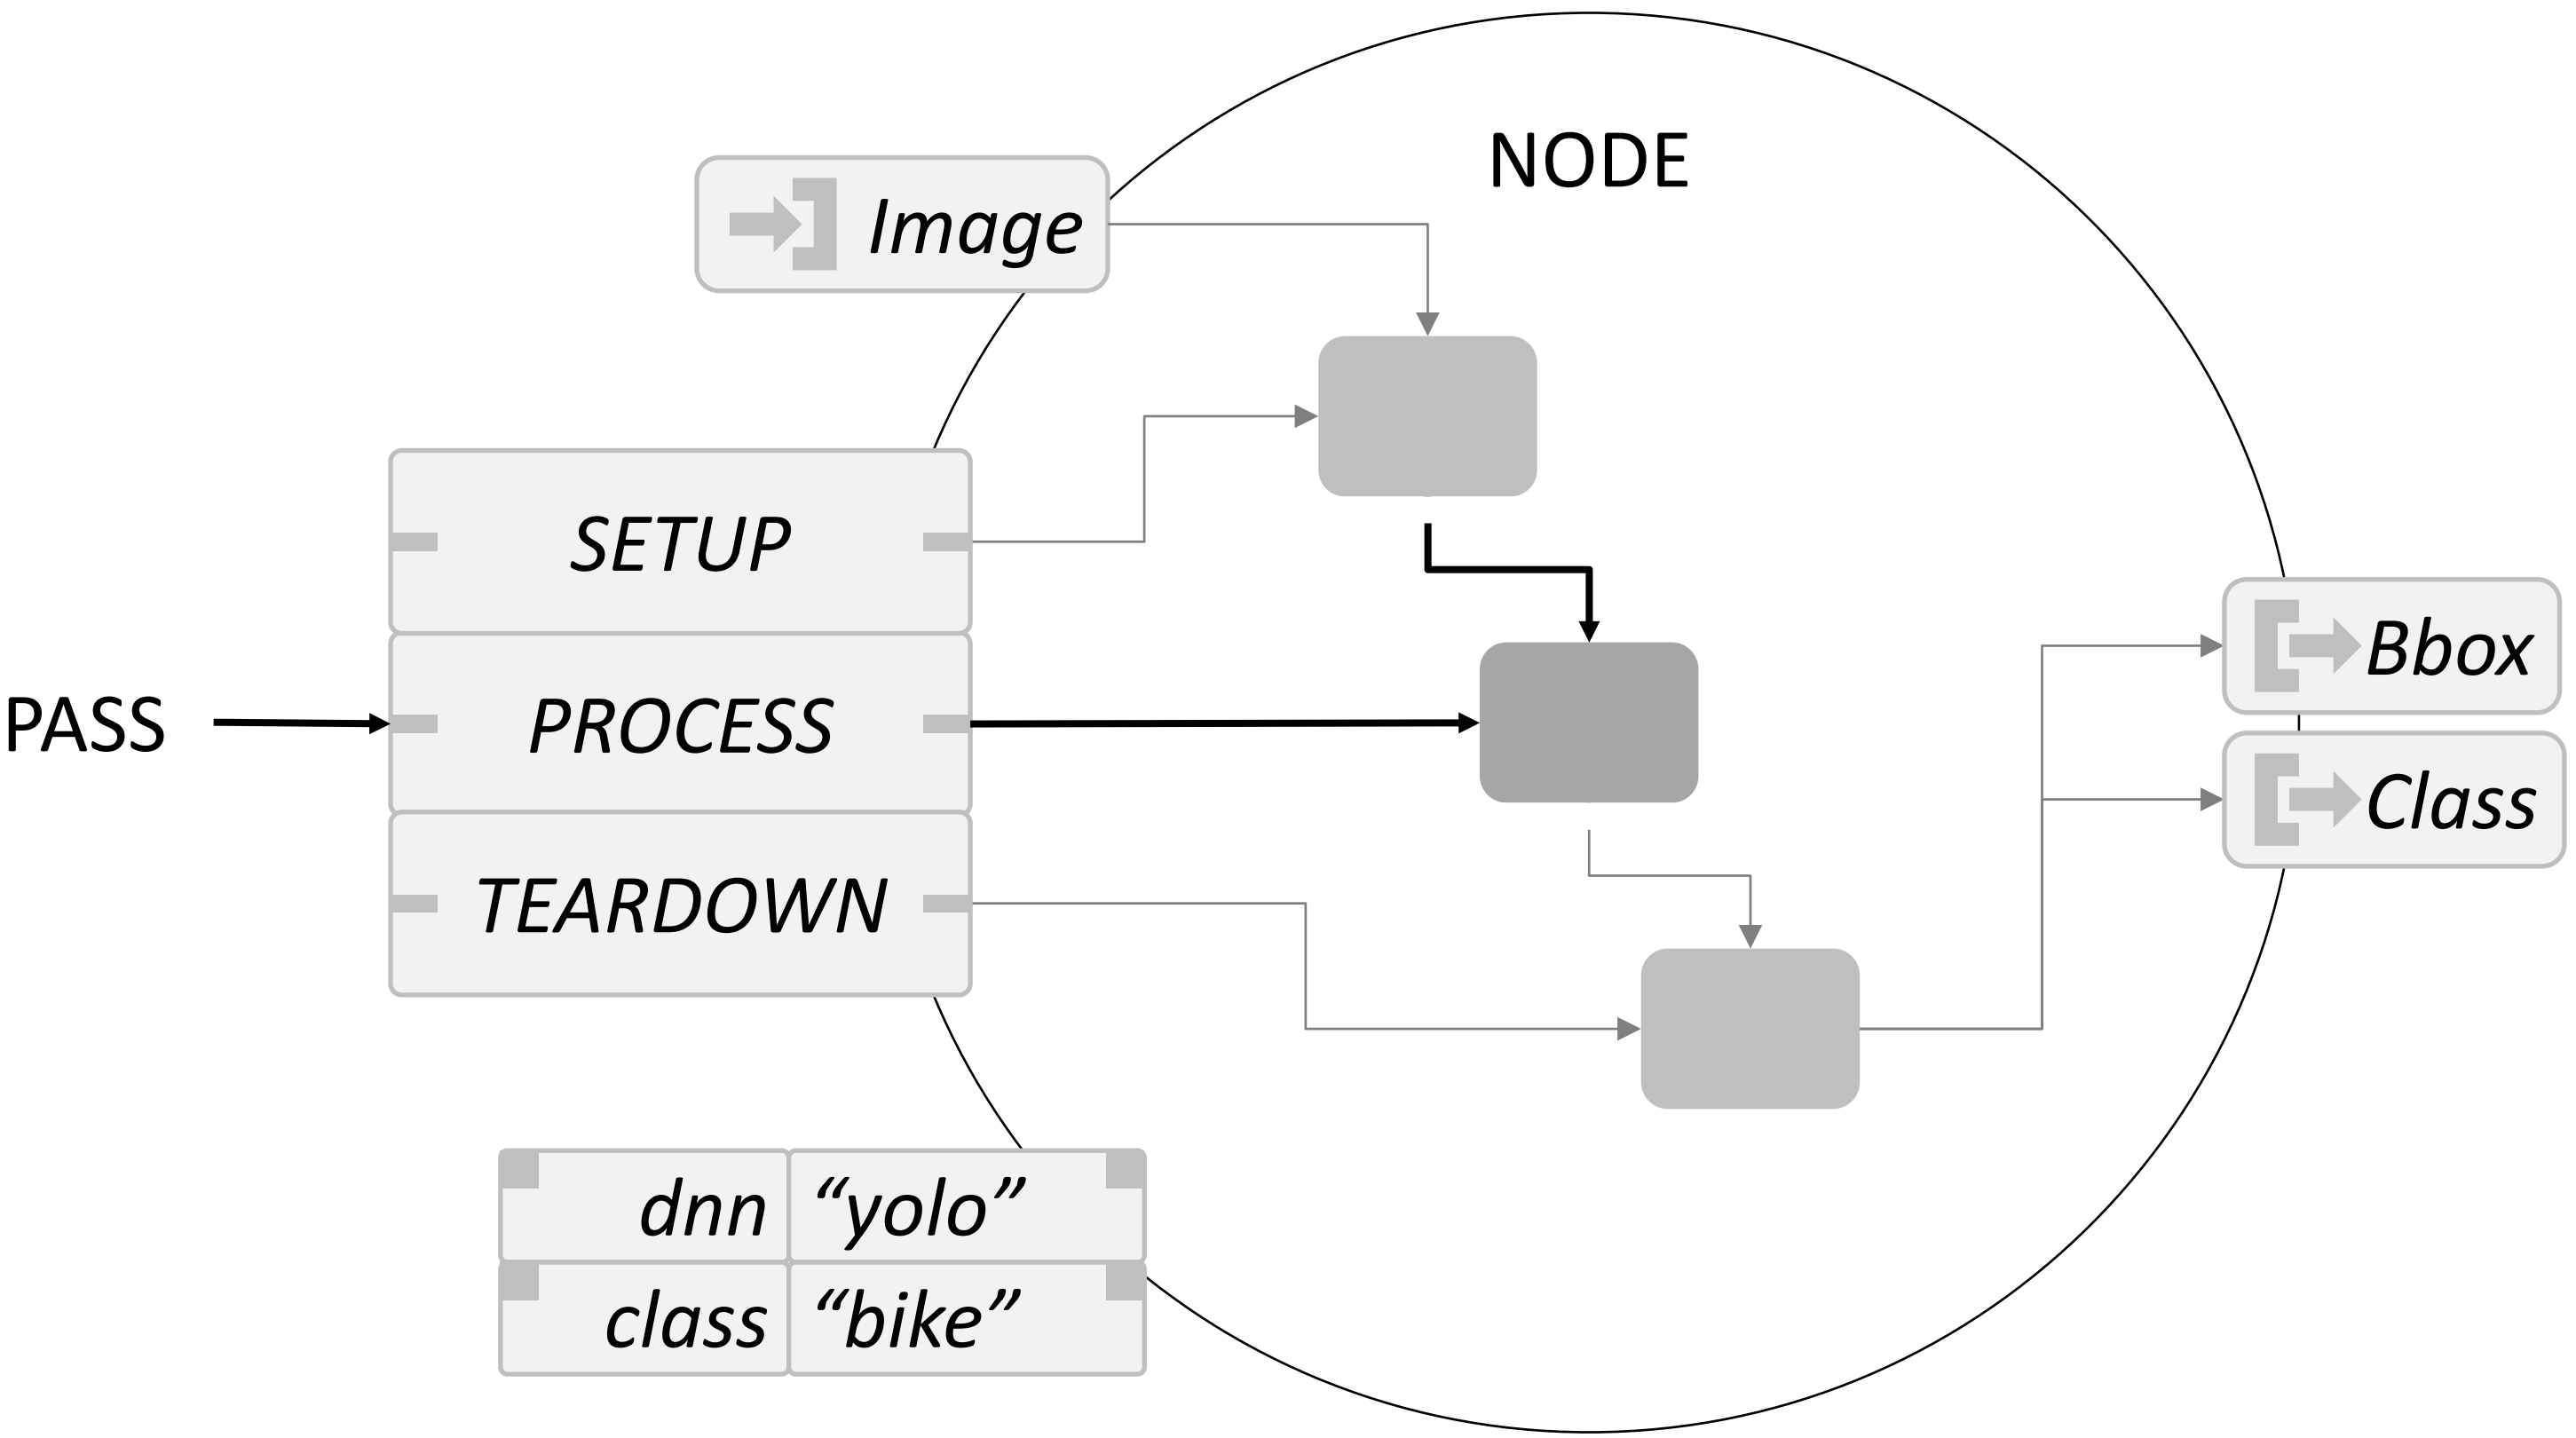 NODE
Image
SETUP
PASS
PROCESS
TEARDOWN
Bbox
Class
dnn “yolo”
class “bike”